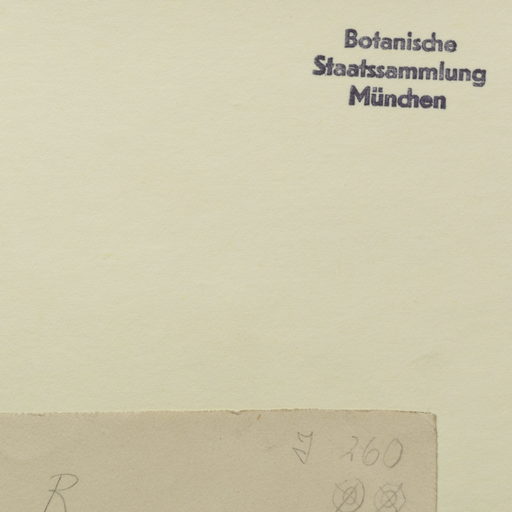 Botanische
Staatssammlung
München
J 260
R